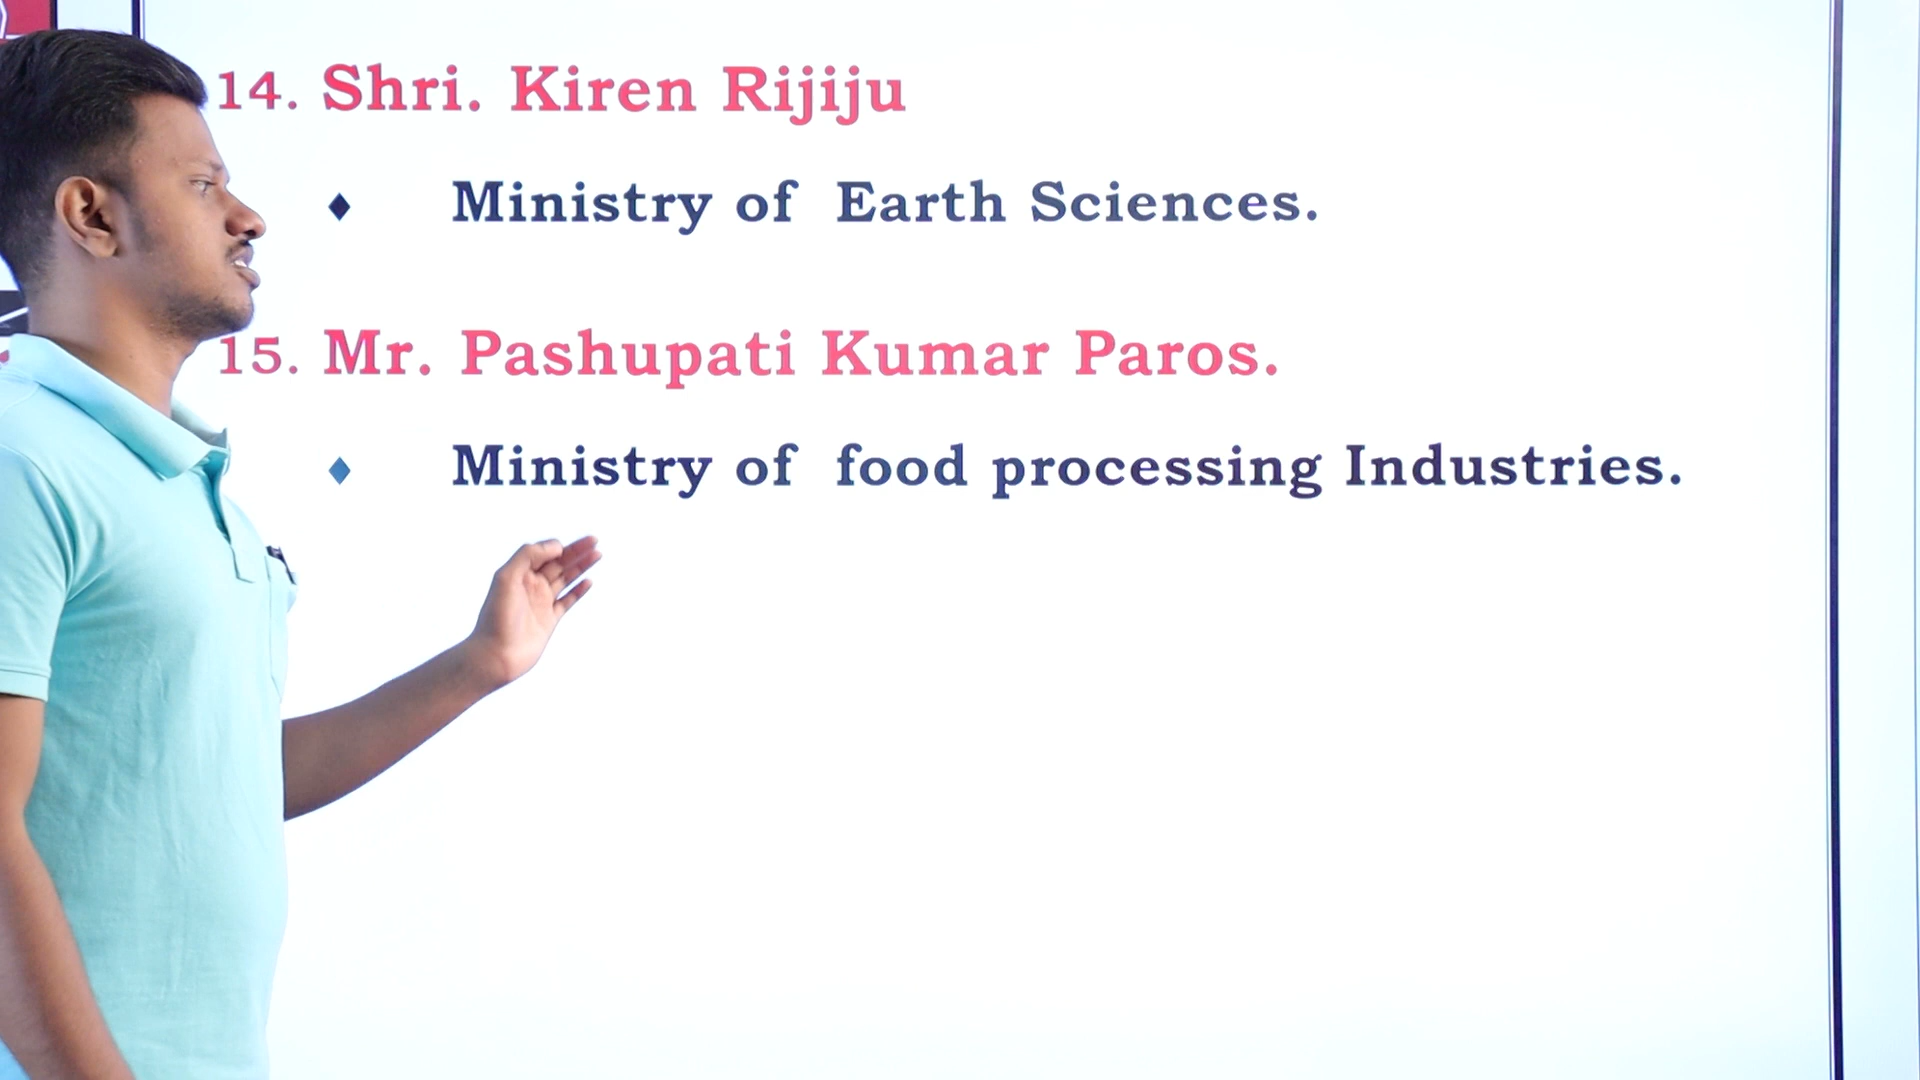 14. Shri. Kiren Rijiju
♦ Ministry of Earth Sciences.
15. Mr. Pashupati Kumar Paros.
♦ Ministry of food processing Industries.